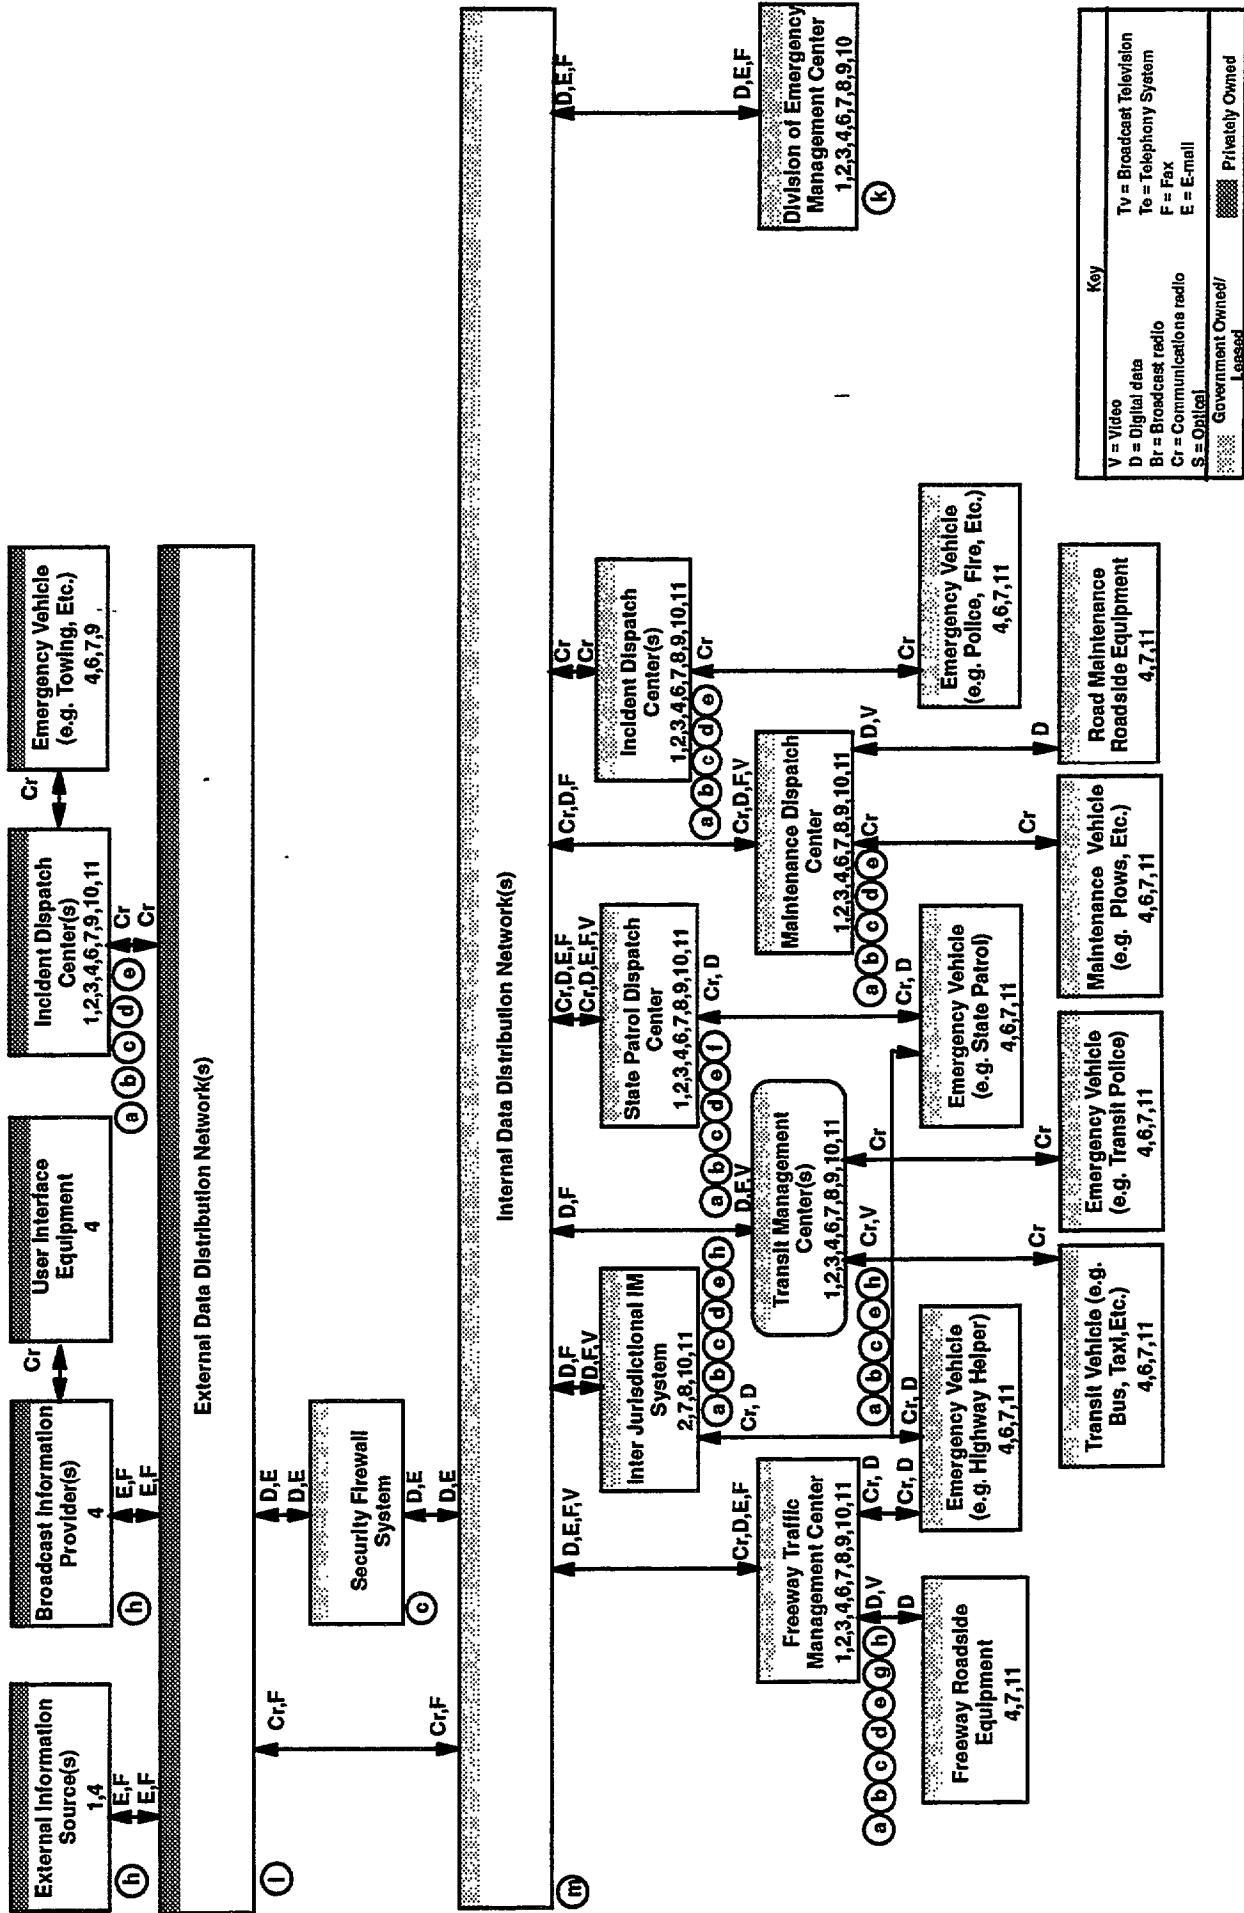 External Information
Source(s)
1,4
h
E,F
E,F
Broadcast Information
Provider(s)
4
h
E,F
E,F
Cr
User Interface
Equipment
4
Incident Dispatch
Center(s)
1,2,3,4,6,7,9,10,11
a b c d e
Cr
Cr
Cr
Emergency Vehicle
(e.g. Towing, Etc.)
4,6,7,9
External Data Distribution Network(s)
l
Cr,F
Cr,F
D,E
D,E
Security Firewall
System
c
D,E
D,E
Internal Data Distribution Network(s)
m
D,E,F,V
Cr,D,E,F
Freeway Traffic
Management Center
1,2,3,4,6,7,8,9,10,11
a b c d e g h
D,V
D
Cr, D
Cr, D
Freeway Roadside
Equipment
4,7,11
D,F
D,F,V
Inter Jurisdictional IM
System
2,7,8,10,11
a b c d e h
Cr, D
Cr, D
Emergency Vehicle
(e.g. Highway Helper)
4,6,7,11
D,F
D,F,V
Transit Management
Center(s)
1,2,3,4,6,7,8,9,10,11
a b c e h
Cr,V
Cr
Cr
Cr
Transit Vehicle (e.g.
Bus, Taxi,Etc.)
4,6,7,11
Emergency Vehicle
(e.g. Transit Police)
4,6,7,11
Cr,D,E,F
Cr,D,E,F,V
State Patrol Dispatch
Center
1,2,3,4,6,7,8,9,10,11
a b c d e f
Cr, D
Cr, D
Emergency Vehicle
(e.g. State Patrol)
4,6,7,11
Cr,D,F
Cr,D,F,V
Maintenance Dispatch
Center
1,2,3,4,6,7,8,9,10,11
a b c d e
Cr
Cr
D,V
D
Maintenance Vehicle
(e.g. Plows, Etc.)
4,6,7,11
Road Maintenance
Roadside Equipment
4,7,11
Cr
Cr
Incident Dispatch
Center(s)
1,2,3,4,6,7,8,9,10,11
a b c d e
Cr
Cr
Emergency Vehicle
(e.g. Police, Fire, Etc.)
4,6,7,11
D,E,F
D,E,F
Division of Emergency
Management Center
1,2,3,4,6,7,8,9,10
k
Key
V = Video
D = Digital data
Br = Broadcast radio
Cr = Communications radio
S = Optical
Tv = Broadcast Television
Te = Telephony System
F = Fax
E = E-mail
Government Owned/
Leased
Privately Owned